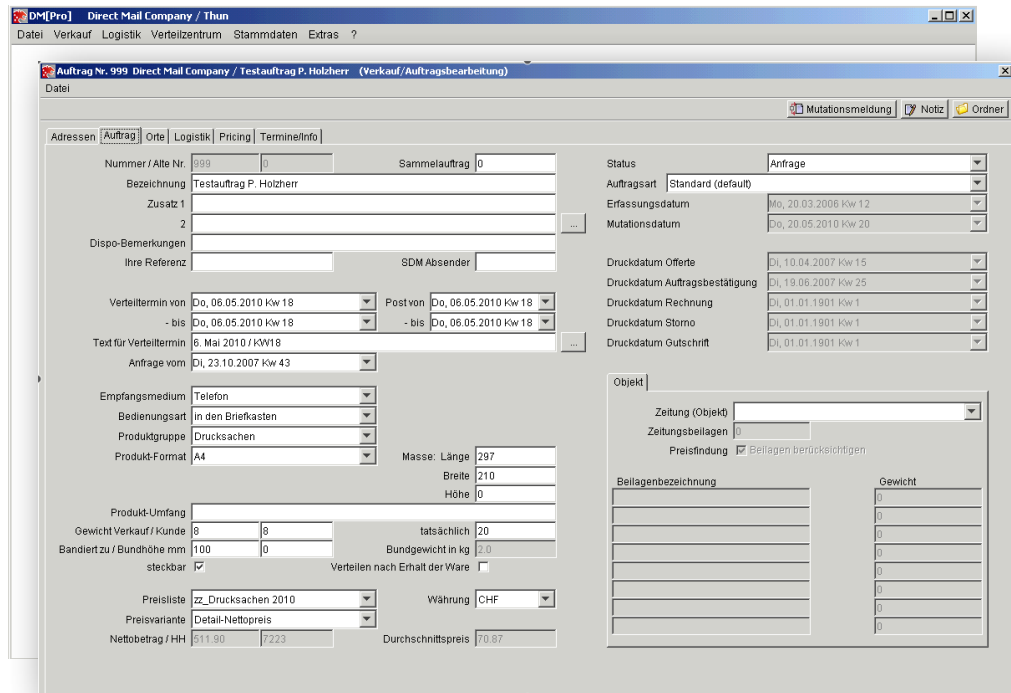 DM[Pro] Direct Mail Company / Thun
Datei Verkauf Logistik Verteilzentrum Stammdaten Extras ?
Auftrag Nr. 999 Direct Mail Company / Testauftrag P. Holzherr (Verkauf/Auftragsbearbeitung)
Datei
Mutationsmeldung Notiz Ordner
Adressen Auftrag Orte Logistik Pricing Termine/Info
Nummer / Alte Nr. 999 0 Sammelauftrag 0
Bezeichnung Testauftrag P. Holzherr
Zusatz 1
2 ...
Dispo-Bemerkungen
Ihre Referenz SDM Absender
Verteiltermin von Do, 06.05.2010 Kw 18 Post von Do, 06.05.2010 Kw 18
- bis Do, 06.05.2010 Kw 18 - bis Do, 06.05.2010 Kw 18
Text für Verteiltermin 6. Mai 2010 / KW18 ...
Anfrage vom Di, 23.10.2007 Kw 43
Empfangsmedium Telefon
Bedienungsart in den Briefkasten
Produktgruppe Drucksachen
Produkt-Format A4 Masse: Länge 297
Breite 210
Höhe 0
Produkt-Umfang
Gewicht Verkauf / Kunde 8 8 tatsächlich 20
Bandiert zu / Bundhöhe mm 100 0 Bundgewicht in kg 2.0
steckbar Verteilen nach Erhalt der Ware
Preisliste zz_Drucksachen 2010 Währung CHF
Preisvariante Detail-Nettopreis
Nettobetrag / HH 511.90 7223 Durchschnittspreis 70.87
Status Anfrage
Auftragsart Standard (default)
Erfassungsdatum Mo, 20.03.2006 Kw 12
Mutationsdatum Do, 20.05.2010 Kw 20
Druckdatum Offerte Di, 10.04.2007 Kw 15
Druckdatum Auftragsbestätigung Di, 19.06.2007 Kw 25
Druckdatum Rechnung Di, 01.01.1901 Kw 1
Druckdatum Storno Di, 01.01.1901 Kw 1
Druckdatum Gutschrift Di, 01.01.1901 Kw 1
Objekt
Zeitung (Objekt)
Zeitungsbeilagen 0
Preisfindung Beilagen berücksichtigen
Beilagenbezeichnung Gewicht
0
0
0
0
0
0
0
0